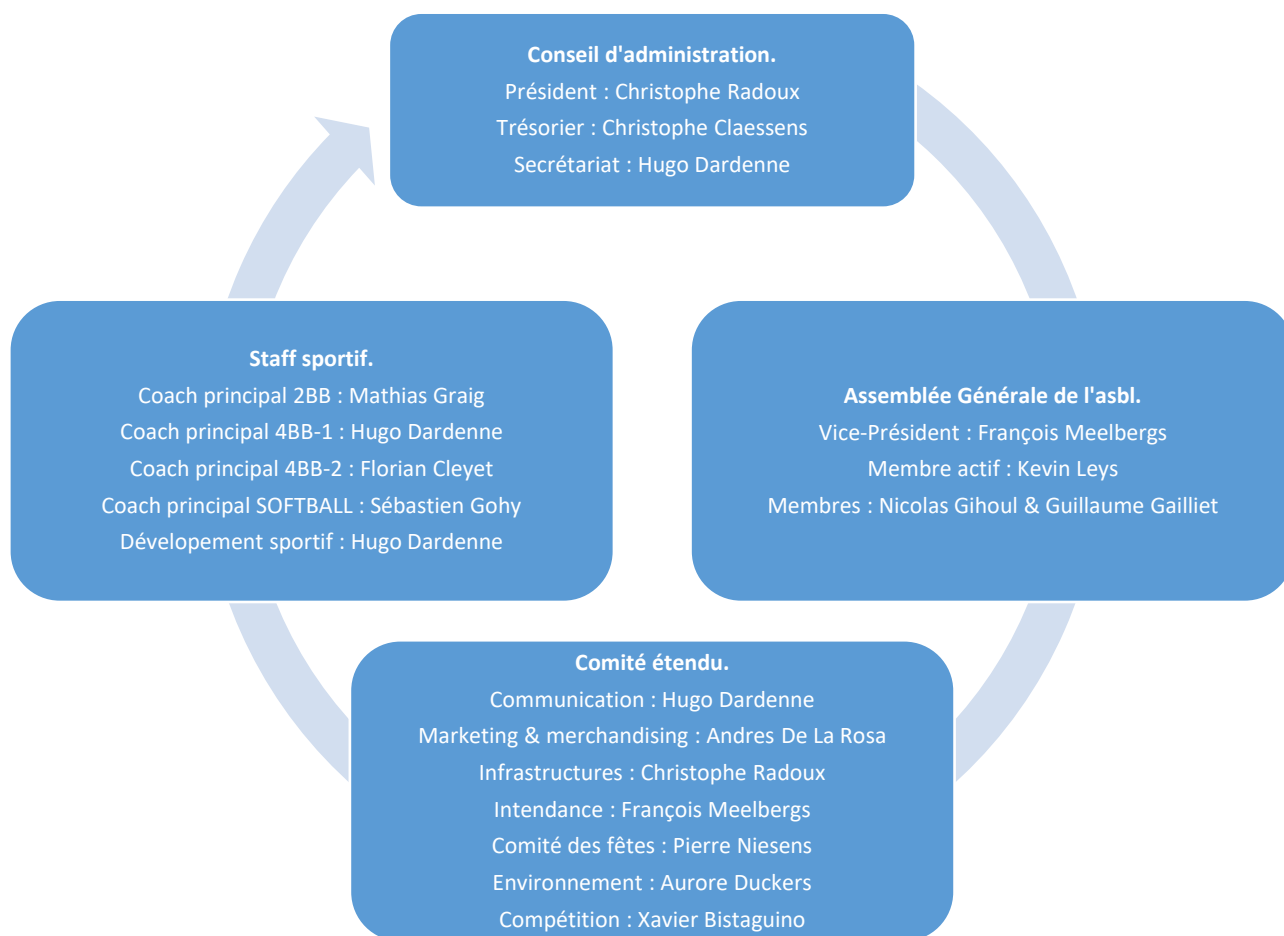 Conseil d'administration.
Président : Christophe Radoux
Trésorier : Christophe Claessens
Secrétariat : Hugo Dardenne
Assemblée Générale de l'asbl.
Vice-Président : François Meelbergs
Membre actif : Kevin Leys
Membres : Nicolas Gihoul & Guillaume Gailliet
Comité étendu.
Communication : Hugo Dardenne
Marketing & merchandising : Andres De La Rosa
Infrastructures : Christophe Radoux
Intendance : François Meelbergs
Comité des fêtes : Pierre Niesens
Environnement : Aurore Duckers
Compétition : Xavier Bistaguino
Staff sportif.
Coach principal 2BB : Mathias Graig
Coach principal 4BB-1 : Hugo Dardenne
Coach principal 4BB-2 : Florian Cleyet
Coach principal SOFTBALL : Sébastien Gohy
Dévelopement sportif : Hugo Dardenne